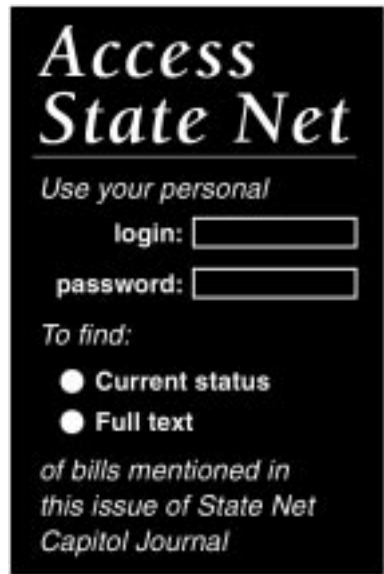 Access
State Net
Use your personal
login:
password:
To find:
Current status
Full text
of bills mentioned in
this issue of State Net
Capitol Journal